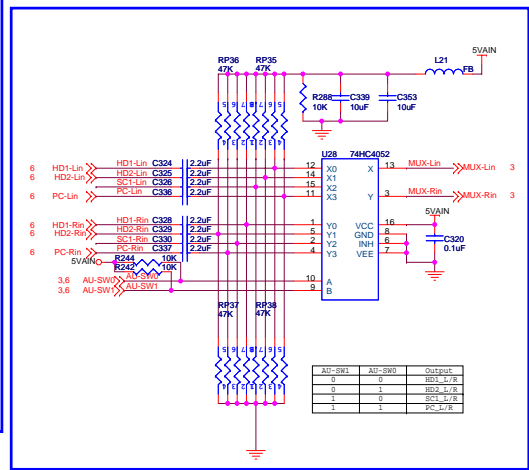 5VAIN
L21
FB
RP36 RP35
47K 47K
R288 C339 C353
10K 10uF 10uF
U28 74HC4052
6 HD1-Lin HD1-Lin C324 2.2uF 12 X0 X 13 MUX-Lin MUX-Lin 3
6 HD2-Lin HD2-Lin C325 2.2uF 14 X1
SC1-Lin C326 2.2uF 15 X2
6 PC-Lin PC-Lin C336 2.2uF 11 X3 Y 3 MUX-Rin MUX-Rin 3
5VAIN
6 HD1-Rin HD1-Rin C328 2.2uF 1 Y0 VCC 16
6 HD2-Rin HD2-Rin C329 2.2uF 5 Y1 GND 8
SC1-Rin C330 2.2uF 2 Y2 INH 6 C320
6 PC-Rin PC-Rin C337 2.2uF 4 Y3 VEE 7 0.1uF
5VAIN R244 10K
R242 10K
3,6 AU-SW0 AU-SW0 10 A
3,6 AU-SW1 AU-SW1 9 B
RP37 RP38
47K 47K
AU-SW1 AU-SW0 Output
0 0 HD1_L/R
0 1 HD2_L/R
1 0 SC1_L/R
1 1 PC_L/R